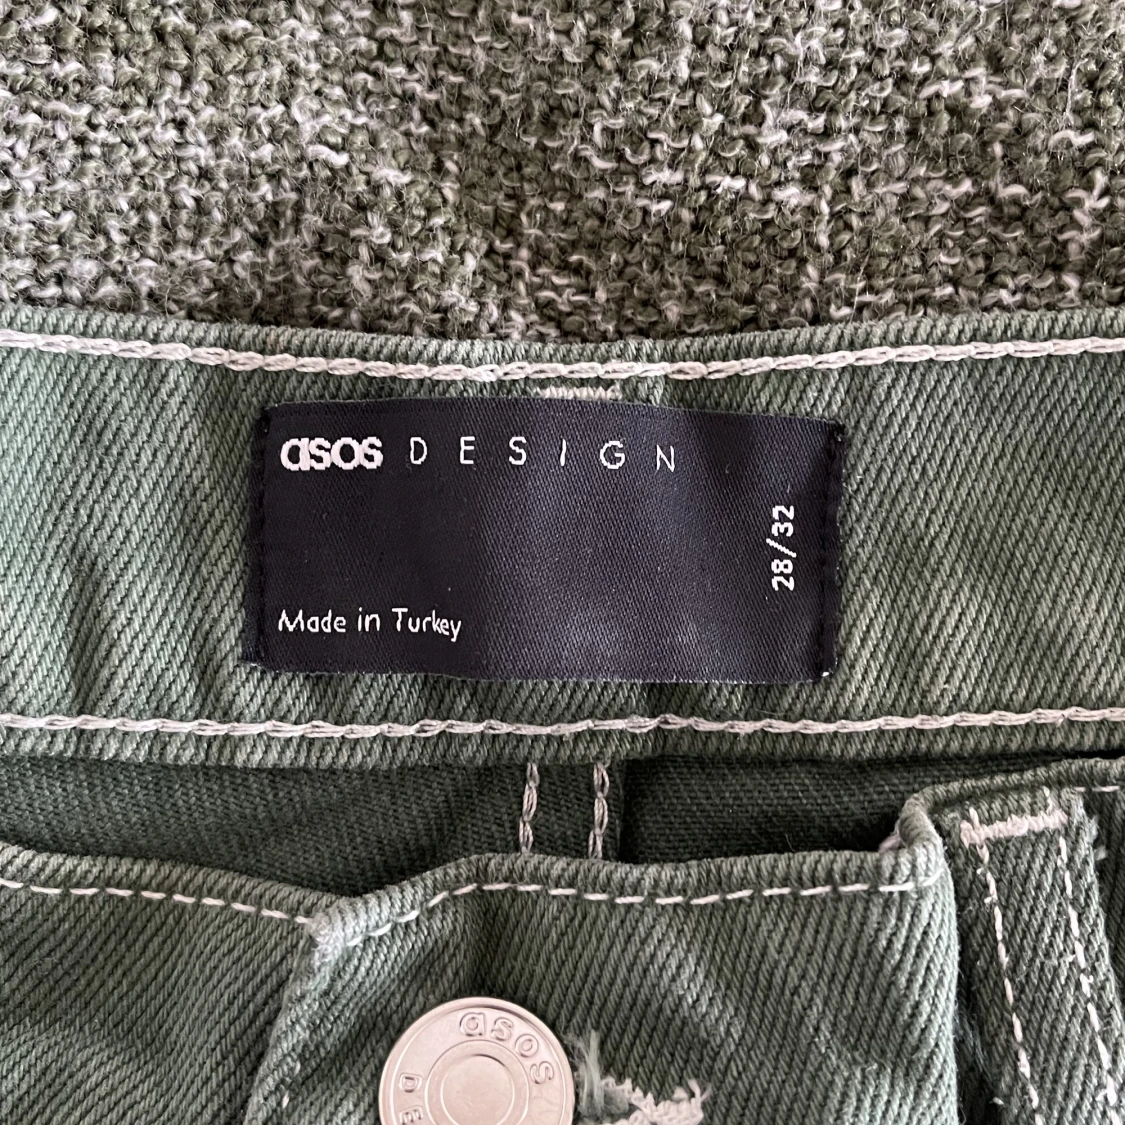 asos DESIGN
28/32
Made in Turkey
asos
DE